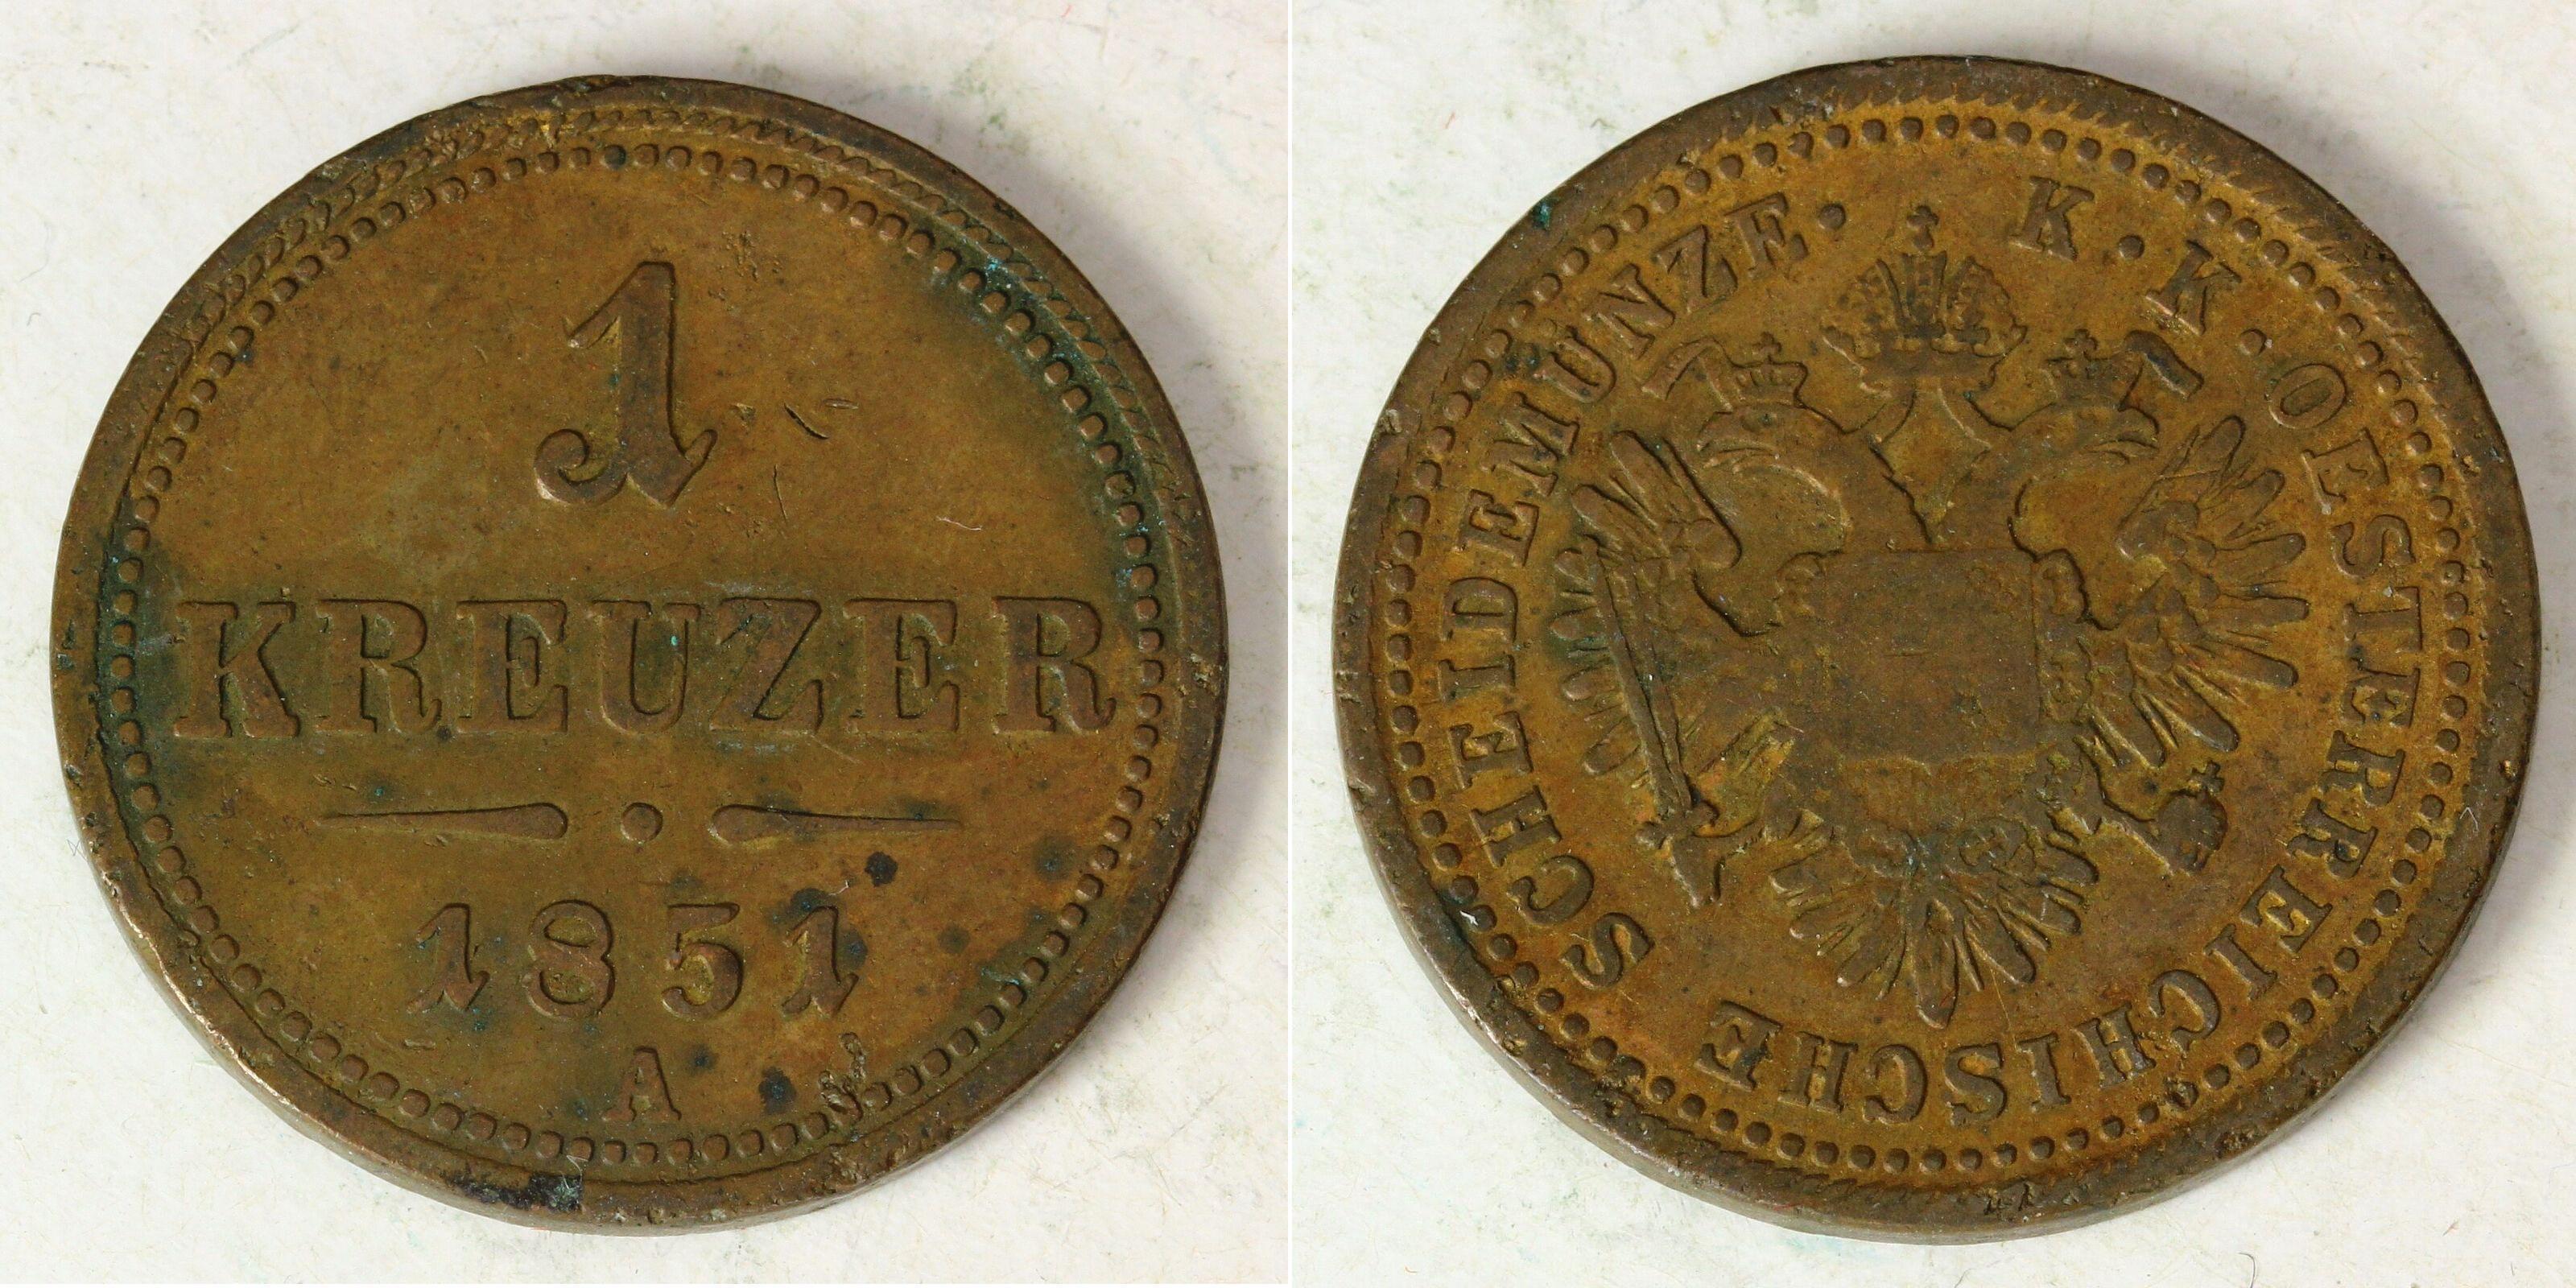 1
KREUZER
1851
A
K·K·OESTERREICHISCHE SCHEIDEMÜNZE·